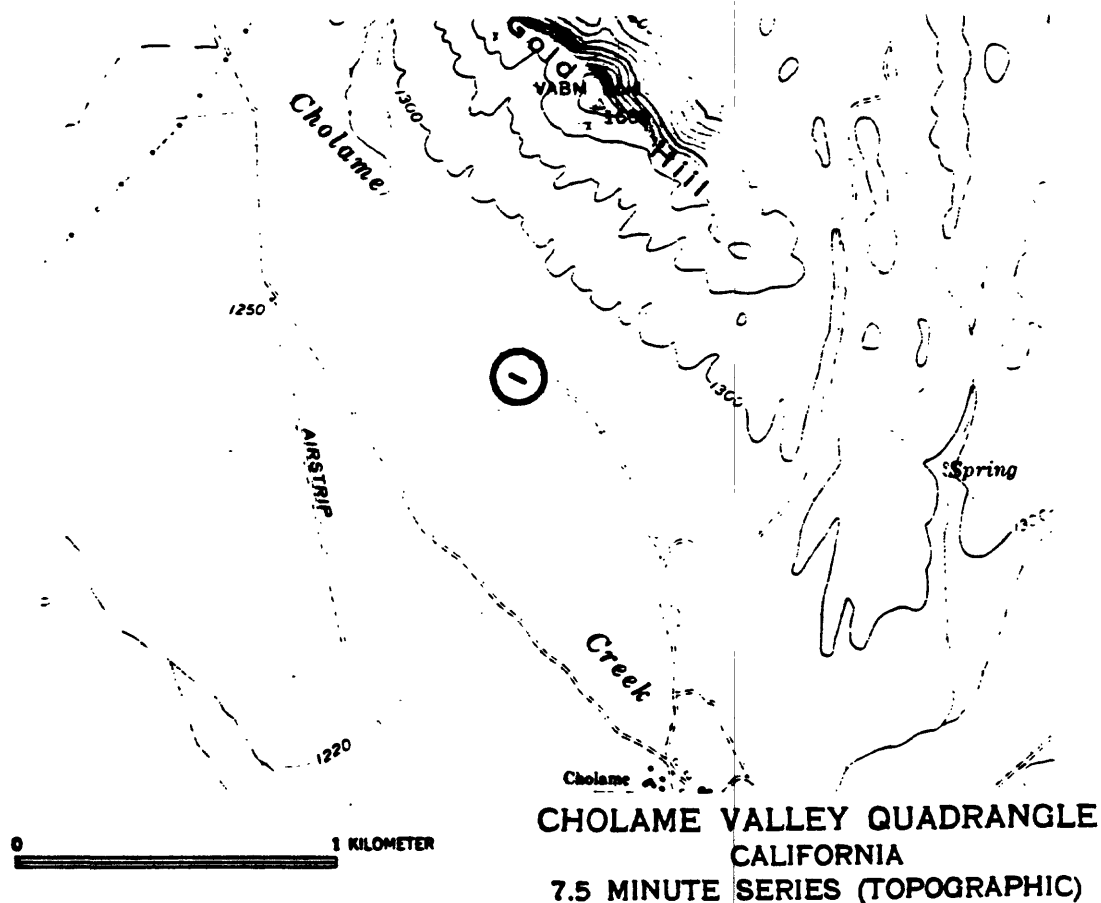 Gold
VABM
Hill
1300
Cholame
1250
1300
AIRSTRIP
Spring
1300
Creek
1220
Cholame
0 1 KILOMETER
CHOLAME VALLEY QUADRANGLE
CALIFORNIA
7.5 MINUTE SERIES (TOPOGRAPHIC)